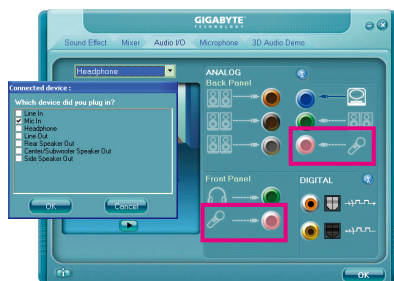 GIGABYTE
TECHNOLOGY
Sound Effect
Mixer
Audio I/O
Microphone
3D Audio Demo
Headphone
ANALOG
Back Panel
Connected device :
Which device did you plug in?
Line In
Mic In
Headphone
Line Out
Rear Speaker Out
Center/Subwoofer Speaker Out
Side Speaker Out
OK
Cancel
Front Panel
DIGITAL
OK